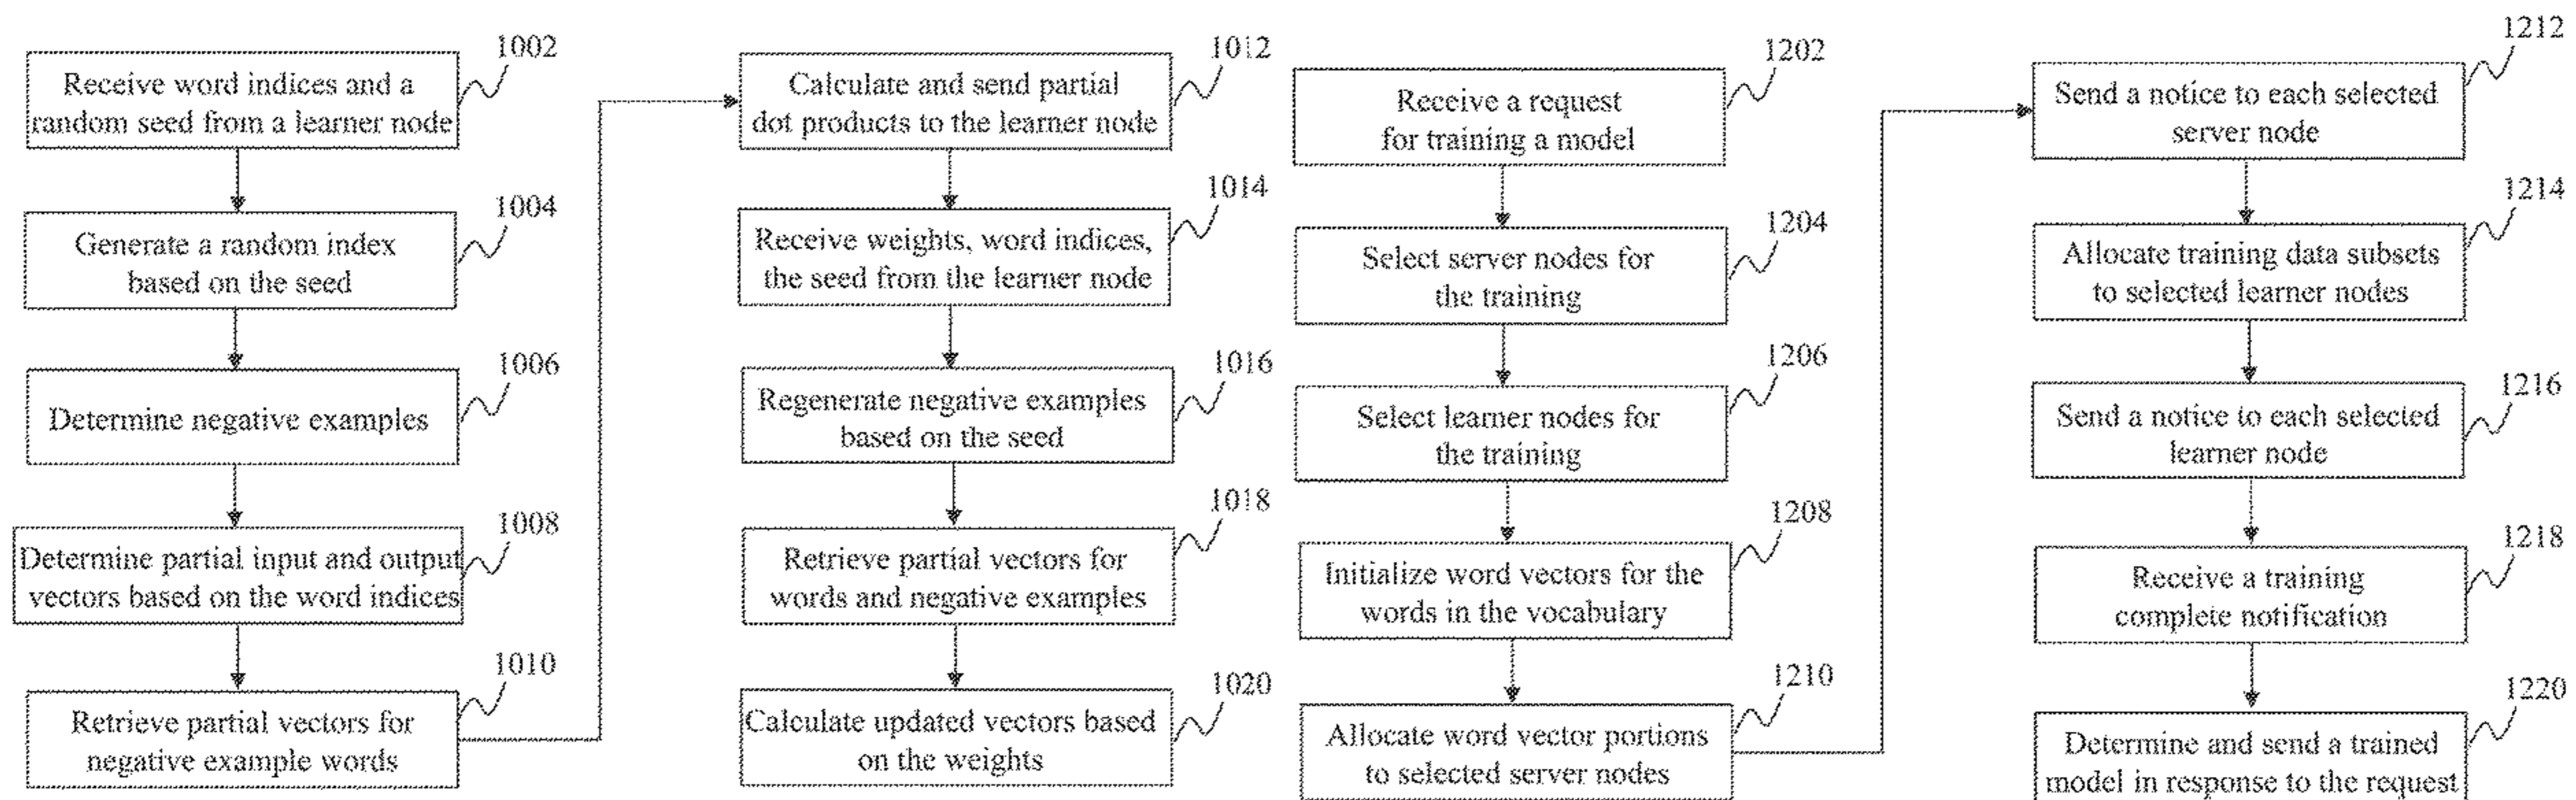 1002
Receive word indices and a
random seed from a learner node
1004
Generate a random index
based on the seed
1006
Determine negative examples
1008
Determine partial input and output
vectors based on the word indices
1010
Retrieve partial vectors for
negative example words
1012
Calculate and send partial
dot products to the learner node
1014
Receive weights, word indices,
the seed from the learner node
1016
Regenerate negative examples
based on the seed
1018
Retrieve partial vectors for
words and negative examples
1020
Calculate updated vectors based
on the weights
1202
Receive a request
for training a model
1204
Select server nodes for
the training
1206
Select learner nodes for
the training
1208
Initialize word vectors for the
words in the vocabulary
1210
Allocate word vector portions
to selected server nodes
1212
Send a notice to each selected
server node
1214
Allocate training data subsets
to selected learner nodes
1216
Send a notice to each selected
learner node
1218
Receive a training
complete notification
1220
Determine and send a trained
model in response to the request